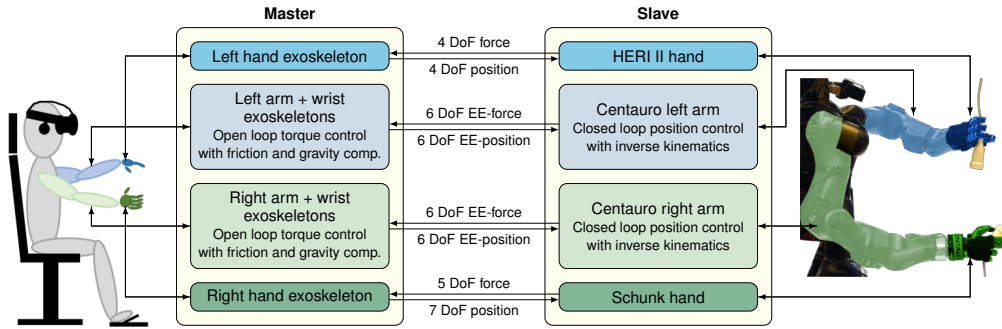 Master
Slave
Left hand exoskeleton
4 DoF force
4 DoF position
HERI II hand
Left arm + wrist
exoskeletons
Open loop torque control
with friction and gravity comp.
6 DoF EE-force
6 DoF EE-position
Centauro left arm
Closed loop position control
with inverse kinematics
Right arm + wrist
exoskeletons
Open loop torque control
with friction and gravity comp.
6 DoF EE-force
6 DoF EE-position
Centauro right arm
Closed loop position control
with inverse kinematics
Right hand exoskeleton
5 DoF force
7 DoF position
Schunk hand